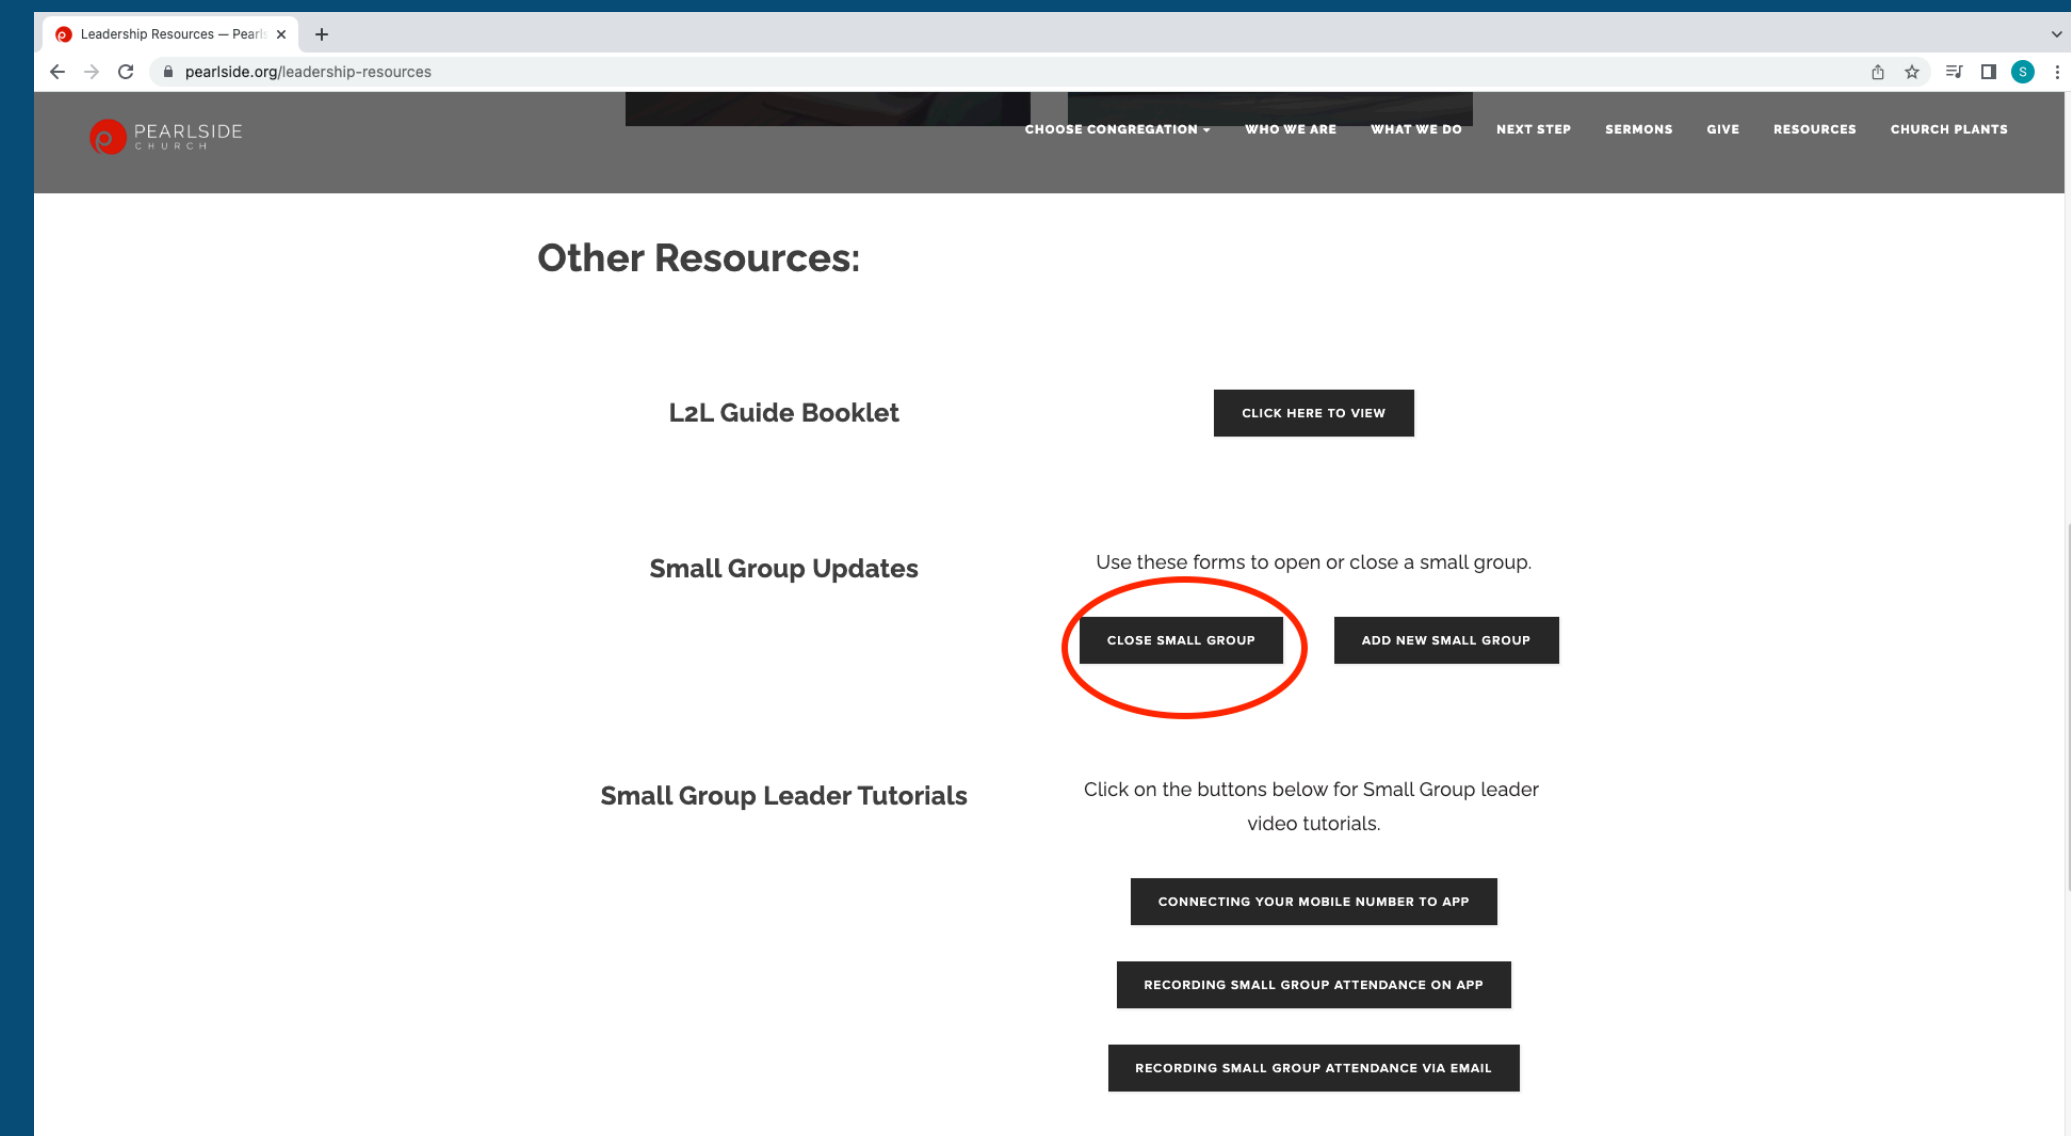 Leadership Resources — Pearls
pearlside.org/leadership-resources
S
PEARLSIDE
CHURCH
CHOOSE CONGREGATION
WHO WE ARE
WHAT WE DO
NEXT STEP
SERMONS
GIVE
RESOURCES
CHURCH PLANTS
Other Resources:
L2L Guide Booklet
CLICK HERE TO VIEW
Small Group Updates
Use these forms to open or close a small group.
CLOSE SMALL GROUP
ADD NEW SMALL GROUP
Small Group Leader Tutorials
Click on the buttons below for Small Group leader
video tutorials.
CONNECTING YOUR MOBILE NUMBER TO APP
RECORDING SMALL GROUP ATTENDANCE ON APP
RECORDING SMALL GROUP ATTENDANCE VIA EMAIL